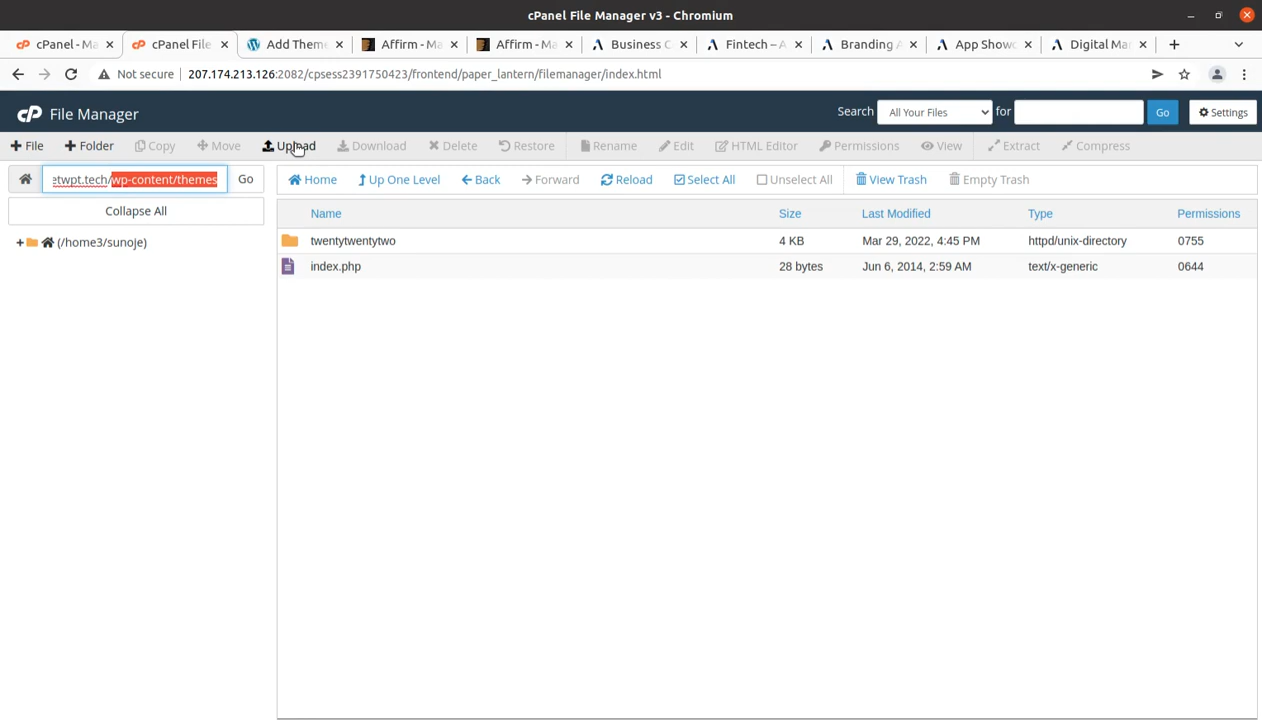 cPanel File Manager v3 - Chromium
cPanel - Ma
cPanel File
Add Theme
Affirm - Ma
Affirm - Ma
Business C
Fintech – A
Branding A
App Showc
Digital Mar
Not secure 207.174.213.126:2082/cpsess2391750423/frontend/paper_lantern/filemanager/index.html
cP File Manager
Search All Your Files for Go Settings
File Folder Copy Move Upload Download Delete Restore Rename Edit HTML Editor Permissions View Extract Compress
etwpt.tech/wp-content/themes Go
Home Up One Level Back Forward Reload Select All Unselect All View Trash Empty Trash
Collapse All
(/home3/sunoje)
Name Size Last Modified Type Permissions
twentytwentytwo 4 KB Mar 29, 2022, 4:45 PM httpd/unix-directory 0755
index.php 28 bytes Jun 6, 2014, 2:59 AM text/x-generic 0644